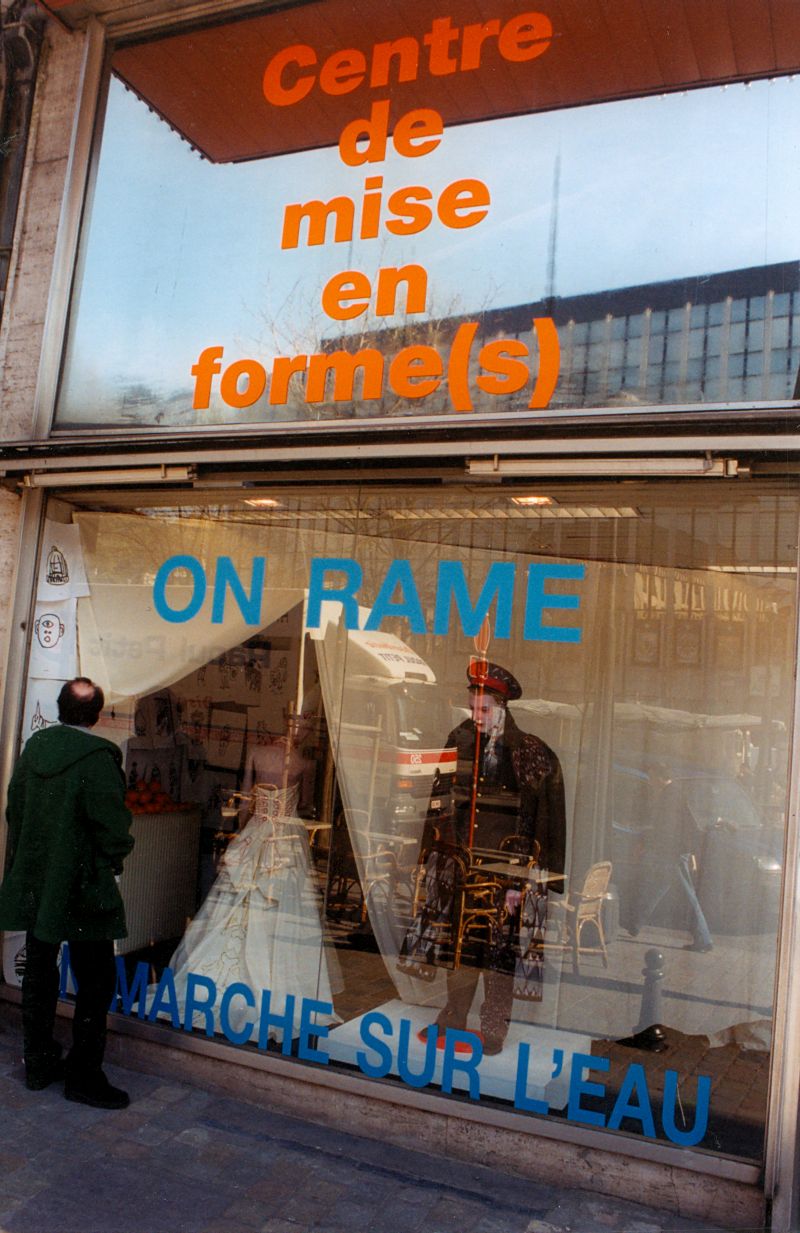 Centre
de
mise
en
forme(s)
ON RAME
MARCHE SUR L'EAU